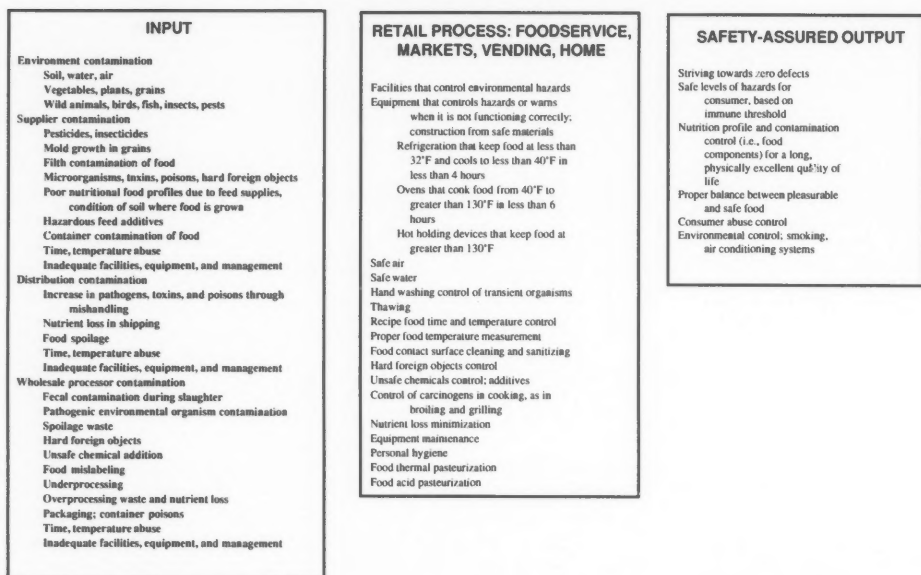 INPUT
Environment contamination
Soil, water, air
Vegetables, plants, grains
Wild animals, birds, fish, insects, pests
Supplier contamination
Pesticides, insecticides
Mold growth in grains
Filth contamination of food
Microorganisms, toxins, poisons, hard foreign objects
Poor nutritional food profiles due to feed supplies,
condition of soil where food is grown
Hazardous feed additives
Container contamination of food
Time, temperature abuse
Inadequate facilities, equipment, and management
Distribution contamination
Increase in pathogens, toxins, and poisons through
mishandling
Nutrient loss in shipping
Food spoilage
Time, temperature abuse
Inadequate facilities, equipment, and management
Wholesale processor contamination
Fecal contamination during slaughter
Pathogenic environmental organism contamination
Spoilage waste
Hard foreign objects
Unsafe chemical addition
Food mislabeling
Underprocessing
Overprocessing waste and nutrient loss
Packaging; container poisons
Time, temperature abuse
Inadequate facilities, equipment, and management
RETAIL PROCESS: FOODSERVICE,
MARKETS, VENDING, HOME
Facilities that control environmental hazards
Equipment that controls hazards or warns
when it is not functioning correctly;
construction from safe materials
Refrigeration that keep food at less than
32°F and cools to less than 40°F in
less than 4 hours
Ovens that cook food from 40°F to
greater than 130°F in less than 6
hours
Hot holding devices that keep food at
greater than 130°F
Safe air
Safe water
Hand washing control of transient organisms
Thawing
Recipe food time and temperature control
Proper food temperature measurement
Food contact surface cleaning and sanitizing
Hard foreign objects control
Unsafe chemicals control; additives
Control of carcinogens in cooking, as in
broiling and grilling
Nutrient loss minimization
Equipment maintenance
Personal hygiene
Food thermal pasteurization
Food acid pasteurization
SAFETY-ASSURED OUTPUT
Striving towards zero defects
Safe levels of hazards for
consumer, based on
immune threshold
Nutrition profile and contamination
control (i.e., food
components) for a long,
physically excellent quality of
life
Proper balance between pleasurable
and safe food
Consumer abuse control
Environmental control; smoking,
air conditioning systems